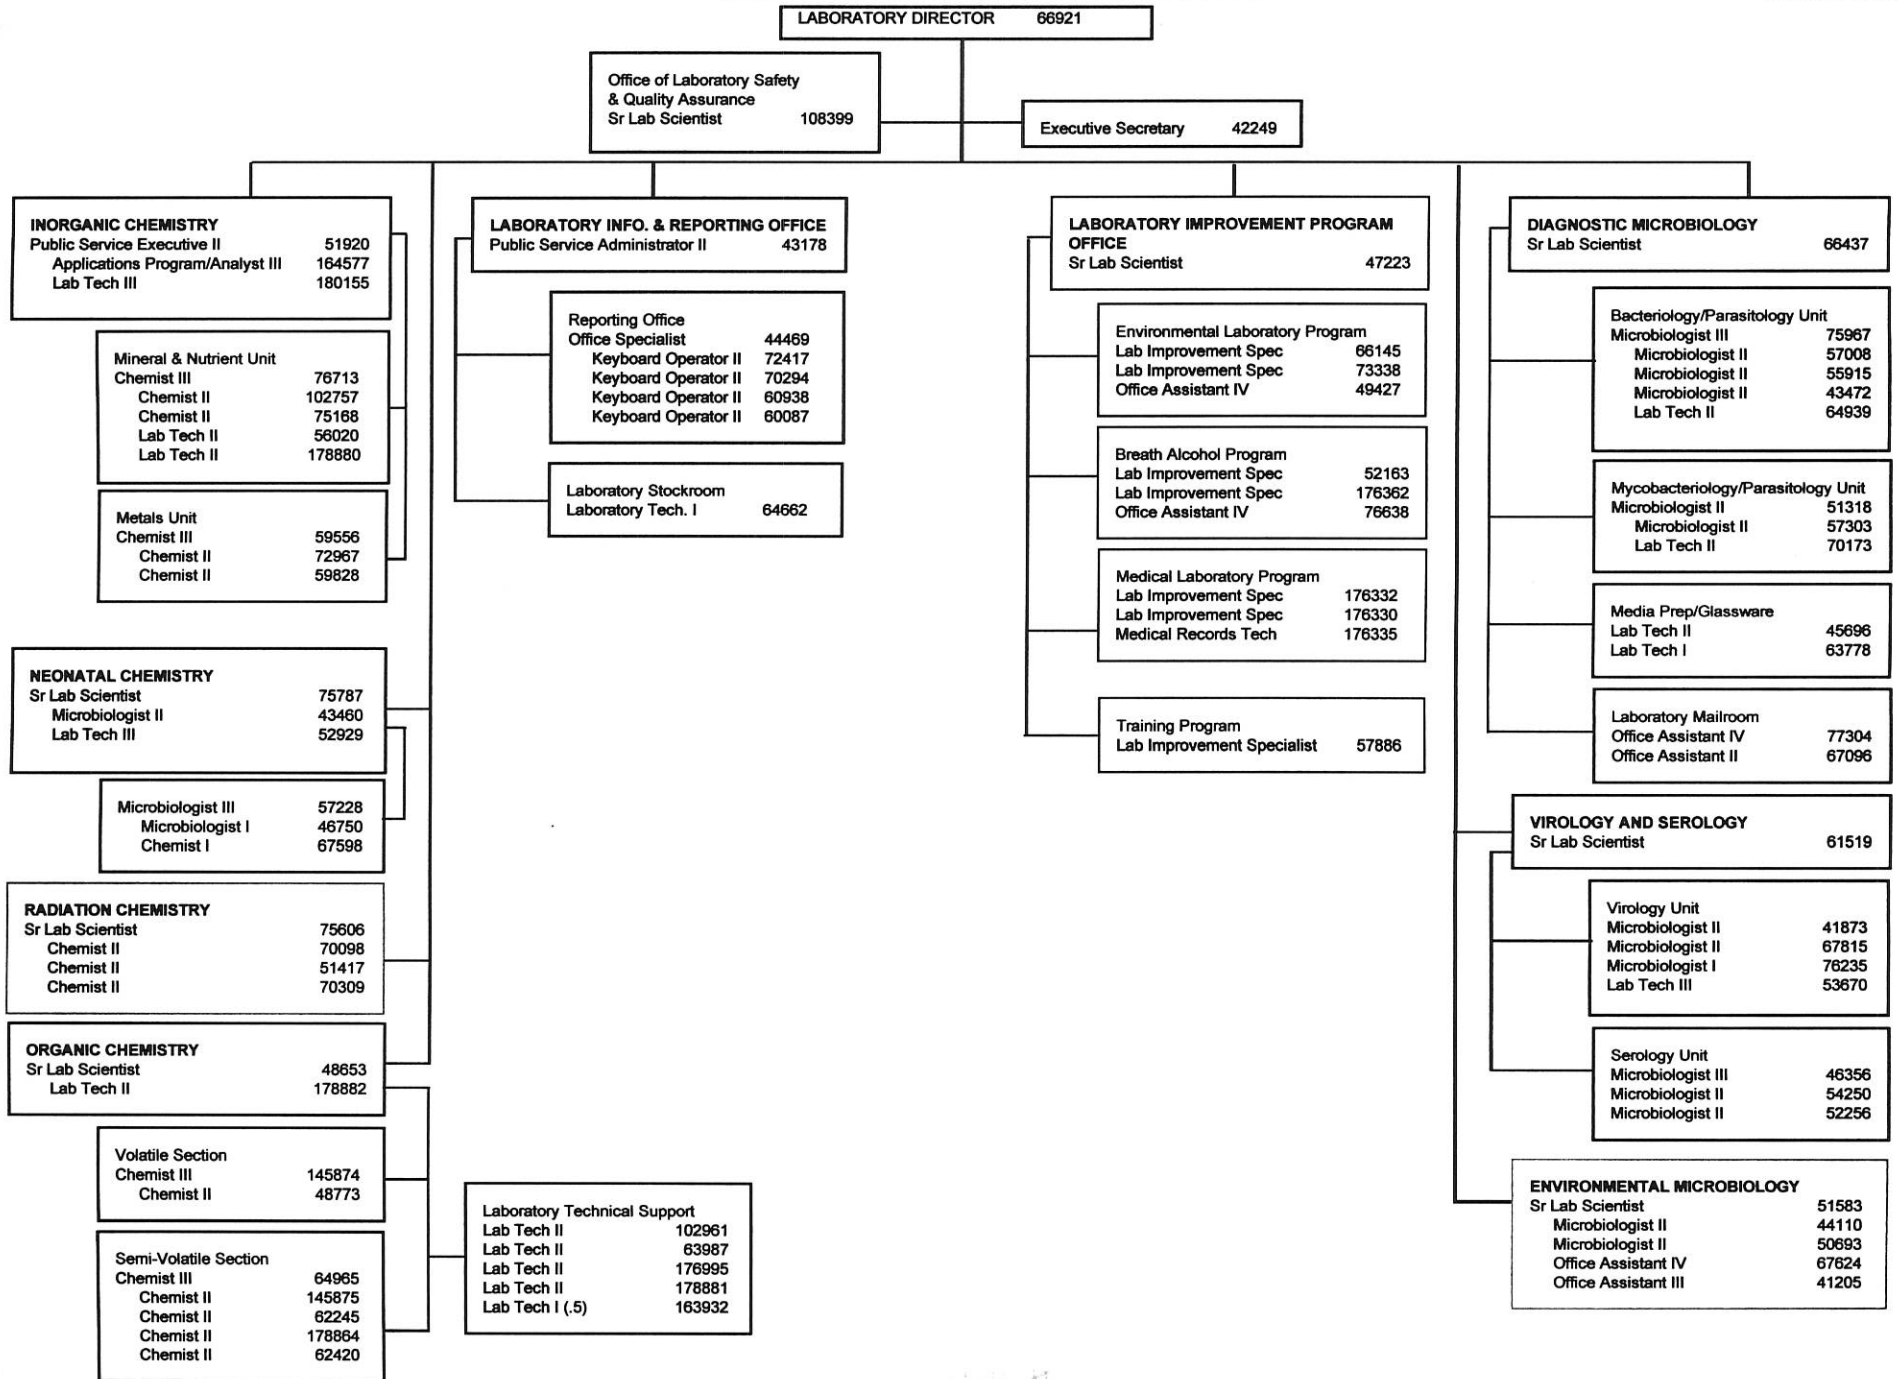 LABORATORY DIRECTOR 66921
Office of Laboratory Safety
& Quality Assurance
Sr Lab Scientist 108399
Executive Secretary 42249
INORGANIC CHEMISTRY
Public Service Executive II 51920
Applications Program/Analyst III 164577
Lab Tech III 180155
Mineral & Nutrient Unit
Chemist III 76713
Chemist II 102757
Chemist II 75168
Lab Tech II 56020
Lab Tech II 178880
Metals Unit
Chemist III 59556
Chemist II 72967
Chemist II 59828
NEONATAL CHEMISTRY
Sr Lab Scientist 75787
Microbiologist II 43460
Lab Tech III 52929
Microbiologist III 57228
Microbiologist I 46750
Chemist I 67598
RADIATION CHEMISTRY
Sr Lab Scientist 75606
Chemist II 70098
Chemist II 51417
Chemist II 70309
ORGANIC CHEMISTRY
Sr Lab Scientist 48653
Lab Tech II 178882
Volatile Section
Chemist III 145874
Chemist II 48773
Semi-Volatile Section
Chemist III 64965
Chemist II 145875
Chemist II 62245
Chemist II 178864
Chemist II 62420
Laboratory Technical Support
Lab Tech II 102961
Lab Tech II 63987
Lab Tech II 176995
Lab Tech II 178881
Lab Tech I (.5) 163932
LABORATORY INFO. & REPORTING OFFICE
Public Service Administrator II 43178
Reporting Office
Office Specialist 44469
Keyboard Operator II 72417
Keyboard Operator II 70294
Keyboard Operator II 60938
Keyboard Operator II 60087
Laboratory Stockroom
Laboratory Tech. I 64662
LABORATORY IMPROVEMENT PROGRAM
OFFICE
Sr Lab Scientist 47223
Environmental Laboratory Program
Lab Improvement Spec 66145
Lab Improvement Spec 73338
Office Assistant IV 49427
Breath Alcohol Program
Lab Improvement Spec 52163
Lab Improvement Spec 176362
Office Assistant IV 76638
Medical Laboratory Program
Lab Improvement Spec 176332
Lab Improvement Spec 176330
Medical Records Tech 176335
Training Program
Lab Improvement Specialist 57886
DIAGNOSTIC MICROBIOLOGY
Sr Lab Scientist 66437
Bacteriology/Parasitology Unit
Microbiologist III 75967
Microbiologist II 57008
Microbiologist II 55915
Microbiologist II 43472
Lab Tech II 64939
Mycobacteriology/Parasitology Unit
Microbiologist II 51318
Microbiologist II 57303
Lab Tech II 70173
Media Prep/Glassware
Lab Tech II 45696
Lab Tech I 63778
Laboratory Mailroom
Office Assistant IV 77304
Office Assistant II 67096
VIROLOGY AND SEROLOGY
Sr Lab Scientist 61519
Virology Unit
Microbiologist II 41873
Microbiologist II 67815
Microbiologist I 76235
Lab Tech III 53670
Serology Unit
Microbiologist III 46356
Microbiologist II 54250
Microbiologist II 52256
ENVIRONMENTAL MICROBIOLOGY
Sr Lab Scientist 51583
Microbiologist II 44110
Microbiologist II 50693
Office Assistant IV 67624
Office Assistant III 41205